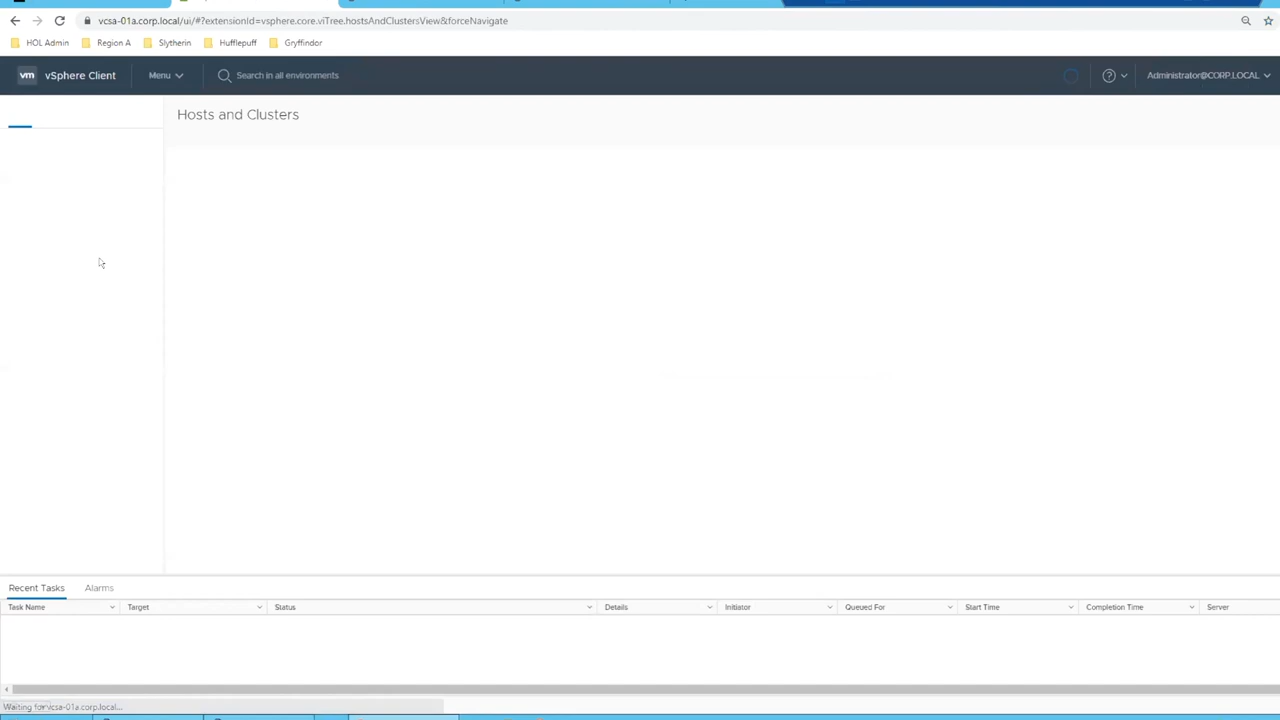 vcsa-01a.corp.local/ui/#?extensionId=vsphere.core.viTree.hostsAndClustersView&forceNavigate
HOL Admin Region A Slytherin Hufflepuff Gryffindor
vm vSphere Client Menu Search in all environments Administrator@CORP.LOCAL
Hosts and Clusters
Recent Tasks Alarms
Task Name Target Status Details Initiator Queued For Start Time Completion Time Server
Waiting for vcsa-01a.corp.local...